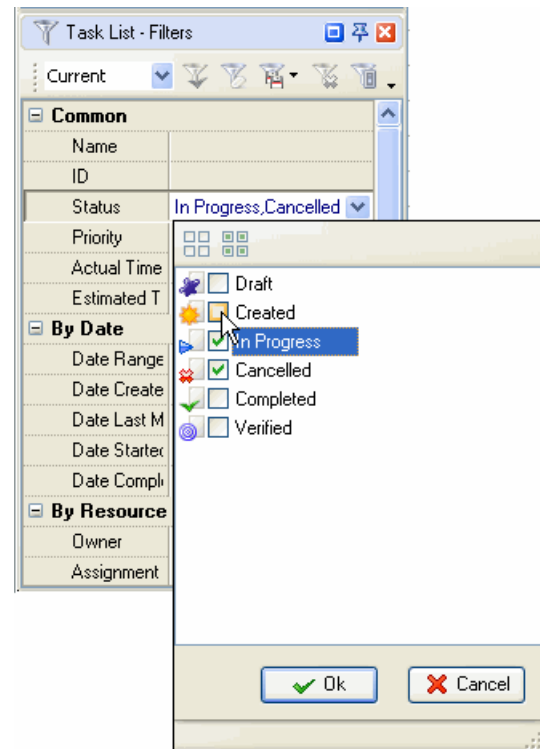 Task List - Filters
Current
Common
Name
ID
Status In Progress,Cancelled
Priority
Actual Time
Estimated T
By Date
Date Range
Date Create
Date Last M
Date Started
Date Compl
By Resource
Owner
Assignment
Draft
Created
In Progress
Cancelled
Completed
Verified
Ok Cancel